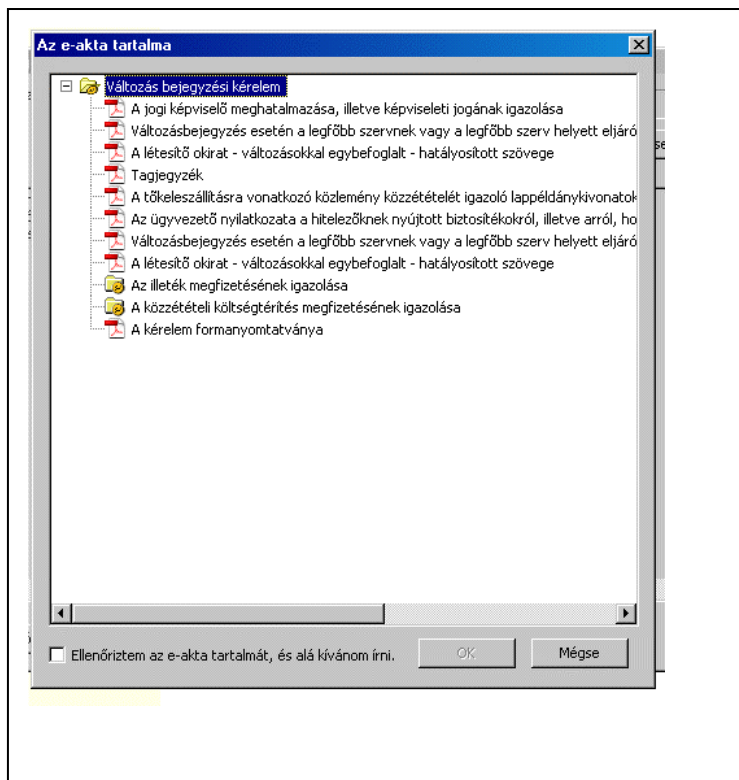 Az e-akta tartalma
Változás bejegyzési kérelem
A jogi képviselő meghatalmazása, illetve képviseleti jogának igazolása
Változásbejegyzés esetén a legfőbb szervnek vagy a legfőbb szerv helyett eljáró
A létesítő okirat - változásokkal egybefoglalt - hatályosított szövege
Tagjegyzék
A tőkeleszállításra vonatkozó közlemény közzétételét igazoló lappéldánykivonatok
Az ügyvezető nyilatkozata a hitelezőknek nyújtott biztosítékokról, illetve arról, ho
Változásbejegyzés esetén a legfőbb szervnek vagy a legfőbb szerv helyett eljáró
A létesítő okirat - változásokkal egybefoglalt - hatályosított szövege
Az illeték megfizetésének igazolása
A közzétételi költségtérítés megfizetésének igazolása
A kérelem formanyomtatványa
Ellenőriztem az e-akta tartalmát, és alá kívánom írni.
OK
Mégse